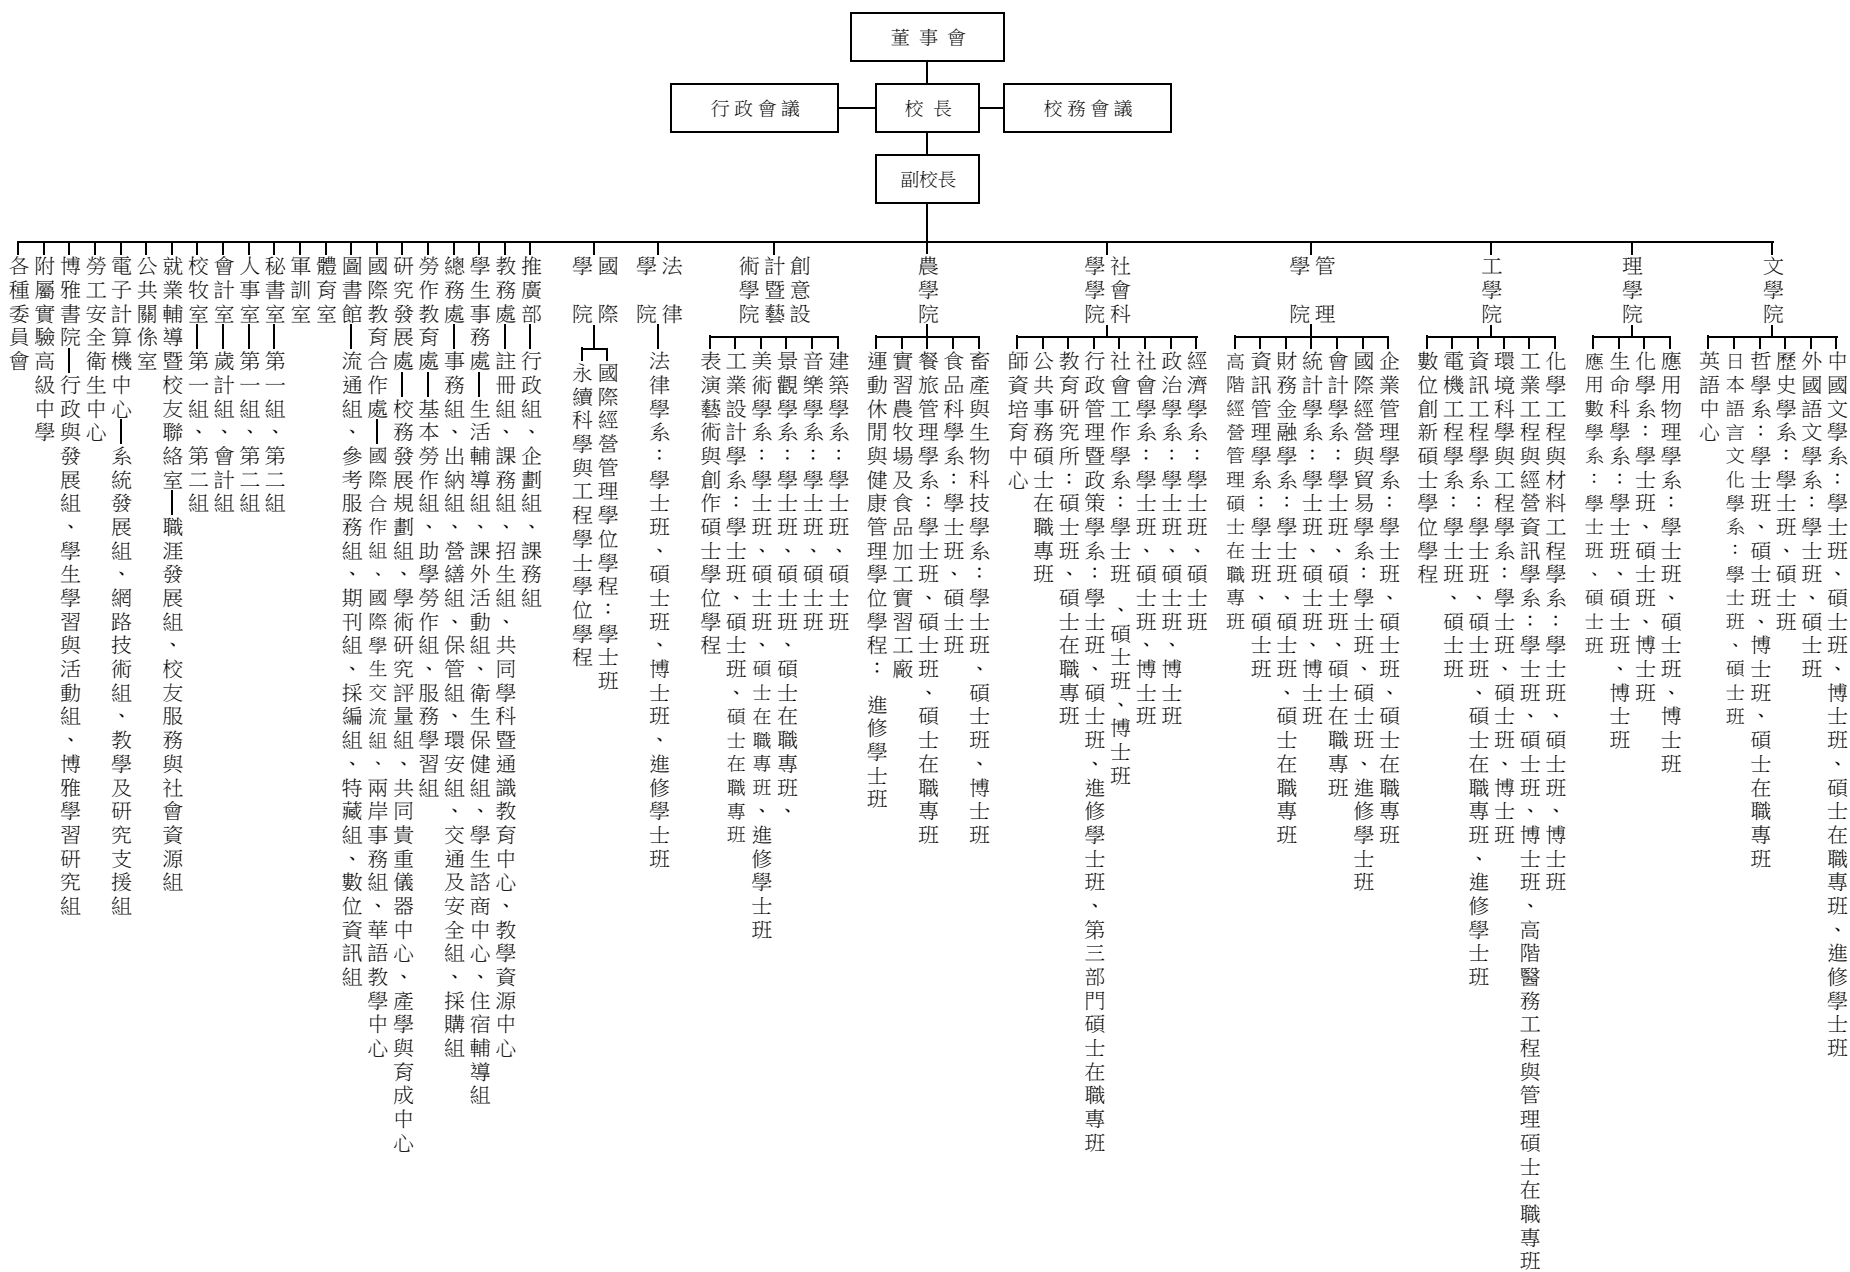 董事會
行政會議
校長
校務會議
副校長
文學院
中國文學系：學士班、碩士班、博士班、碩士在職專班、進修學士班
外國語文學系：學士班、碩士班
歷史學系：學士班、碩士班
哲學系：學士班、碩士班、博士班、碩士在職專班
日本語言文化學系：學士班、碩士班
英語中心
理學院
應用物理學系：學士班、碩士班、博士班
化學系：學士班、碩士班、博士班
生命科學系：學士班、碩士班、博士班
應用數學系：學士班、碩士班
工學院
化學工程與材料工程學系：學士班、碩士班、博士班
工業工程與經營資訊學系：學士班、碩士班、博士班、高階醫務工程與管理碩士在職專班
環境科學與工程學系：學士班、碩士班、博士班
資訊工程學系：學士班、碩士班、碩士在職專班、進修學士班
電機工程學系：學士班、碩士班
數位創新碩士學位學程
管理學院
企業管理學系：學士班、碩士班、碩士在職專班
國際經營與貿易學系：學士班、碩士班、進修學士班
會計學系：學士班、碩士班、碩士在職專班
統計學系：學士班、碩士班、博士班
財務金融學系：學士班、碩士班、碩士在職專班
資訊管理學系：學士班、碩士班
高階經營管理碩士在職專班
社會科學學院
經濟學系：學士班、碩士班
政治學系：學士班、碩士班、博士班
社會學系：學士班、碩士班、博士班
社會工作學系：學士班、碩士班、博士班
行政管理暨政策學系：學士班、碩士班、進修學士班、第三部門碩士在職專班
教育研究所：碩士班、碩士在職專班
公共事務碩士在職專班
師資培育中心
農學院
畜產與生物科技學系：學士班、碩士班、博士班
食品科學系：學士班、碩士班
餐旅管理學系：學士班、碩士班、碩士在職專班
實習農牧場及食品加工實習工廠
運動休閒與健康管理學位學程：進修學士班
創意設計暨藝術學院
建築學系：學士班、碩士班
音樂學系：學士班、碩士班
景觀學系：學士班、碩士班、碩士在職專班、
美術學系：學士班、碩士班、碩士在職專班、進修學士班
工業設計學系：學士班、碩士班、碩士在職專班
表演藝術與創作碩士學位學程
法律學院
法律學系：學士班、碩士班、博士班、進修學士班
國際學院
國際經營管理學位學程：學士班
永續科學與工程學士學位學程
推廣部—行政組、企劃組、課務組
教務處—註冊組、課務組、招生組、共同學科暨通識教育中心、教學資源中心
學生事務處—生活輔導組、課外活動組、衛生保健組、學生諮商中心、住宿輔導組
總務處—事務組、出納組、營繕組、保管組、環安組、交通及安全組、採購組
勞作教育處—基本勞作組、助學勞作組、服務學習組
研究發展處—校務發展規劃組、學術研究評量組、共同貴重儀器中心、產學與育成中心
國際教育合作處—國際合作組、國際學生交流組、兩岸事務組、華語教學中心
圖書館—流通組、參考服務組、期刊組、採編組、特藏組、數位資訊組
體育室
軍訓室
秘書室—第一組、第二組
人事室—第一組、第二組
會計室—歲計組、會計組
校牧室—第一組、第二組
就業輔導暨校友聯絡室—職涯發展組、校友服務與社會資源組
公共關係室
電子計算機中心—系統發展組、網路技術組、教學及研究支援組
勞工安全衛生中心
博雅書院—行政與發展組、學生學習與活動組、博雅學習研究組
附屬實驗高級中學
各種委員會